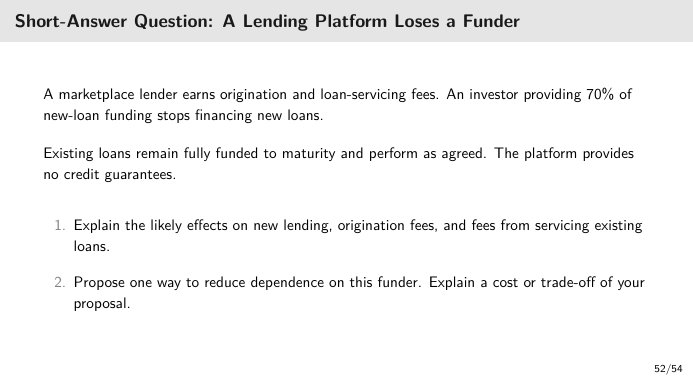 Short-Answer Question: A Lending Platform Loses a Funder
A marketplace lender earns origination and loan-servicing fees. An investor providing 70% of
new-loan funding stops financing new loans.
Existing loans remain fully funded to maturity and perform as agreed. The platform provides
no credit guarantees.
1. Explain the likely effects on new lending, origination fees, and fees from servicing existing
loans.
2. Propose one way to reduce dependence on this funder. Explain a cost or trade-off of your
proposal.
52/54